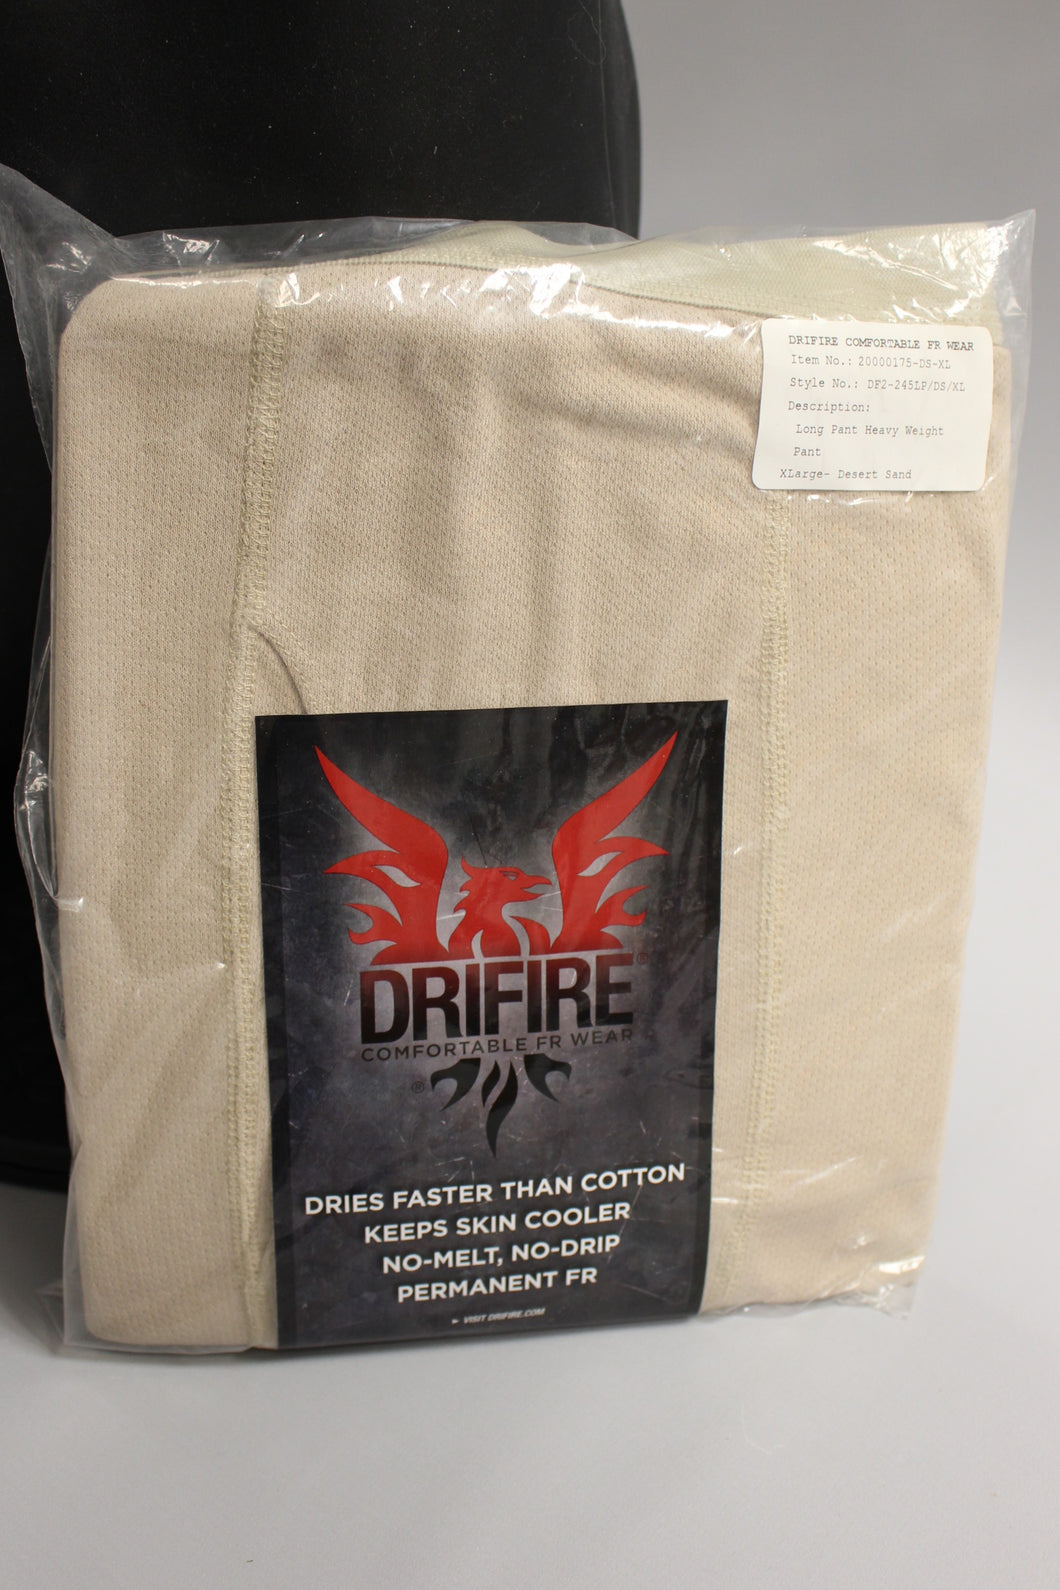 DRIFIRE COMFORTABLE FR WEAR
Item No.: 20000175-DS-XL
Style No.: DF2-245LP/DS/XL
Description:
Long Pant Heavy Weight
Pant
XLarge- Desert Sand
DRIFIRE®
COMFORTABLE FR WEAR
®
DRIES FASTER THAN COTTON
KEEPS SKIN COOLER
NO-MELT, NO-DRIP
PERMANENT FR
► VISIT DRIFIRE.COM